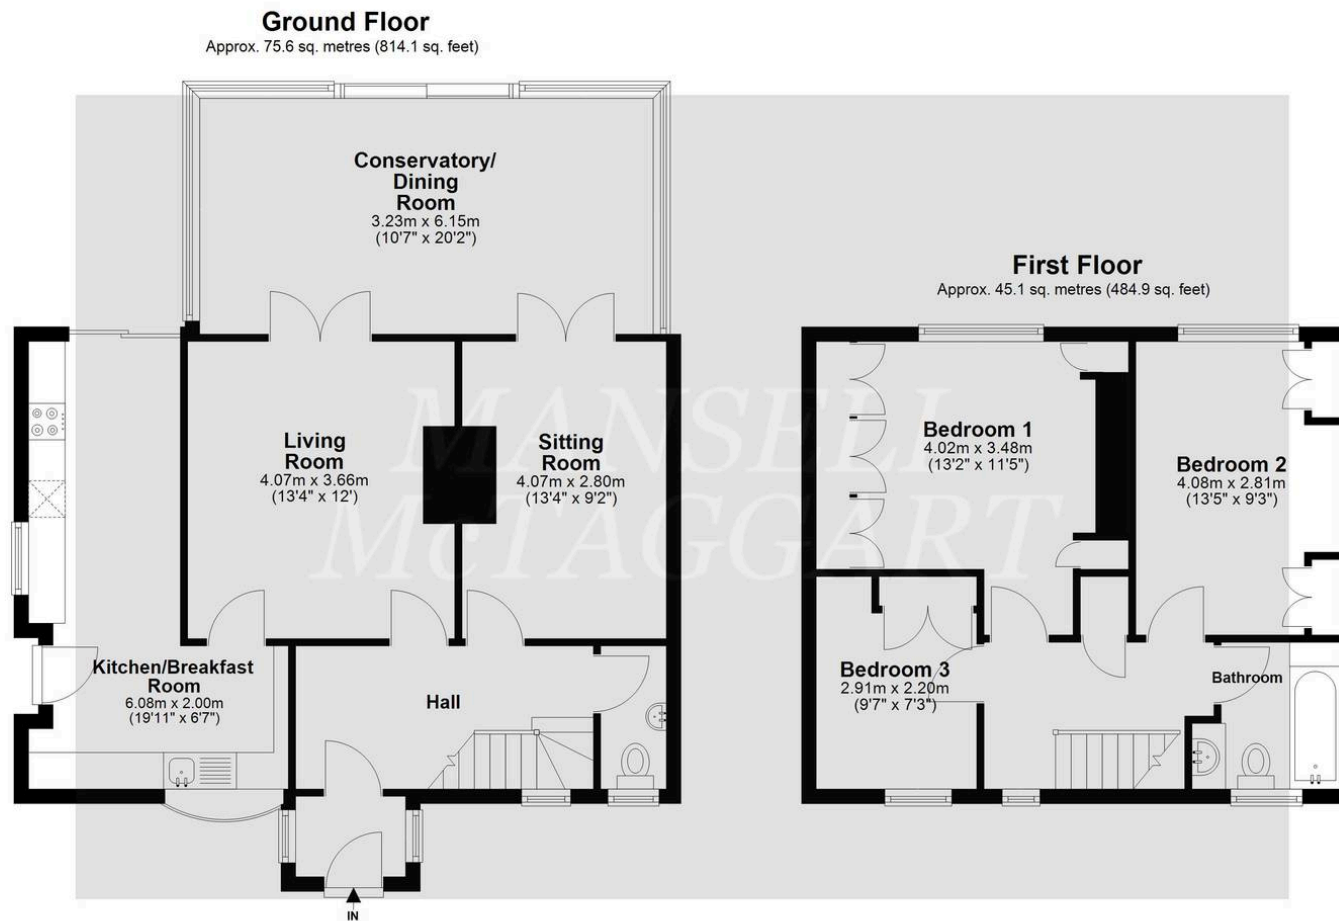 Ground Floor
Approx. 75.6 sq. metres (814.1 sq. feet)
Conservatory/
Dining
Room
3.23m x 6.15m
(10'7" x 20'2")
First Floor
Approx. 45.1 sq. metres (484.9 sq. feet)
Living
Room
4.07m x 3.66m
(13'4" x 12')
Sitting
Room
4.07m x 2.80m
(13'4" x 9'2")
Bedroom 1
4.02m x 3.48m
(13'2" x 11'5")
Bedroom 2
4.08m x 2.81m
(13'5" x 9'3")
MANSELL
McTAGGART
Kitchen/Breakfast
Room
6.08m x 2.00m
(19'11" x 6'7")
Hall
Bedroom 3
2.91m x 2.20m
(9'7" x 7'3")
Bathroom
IN